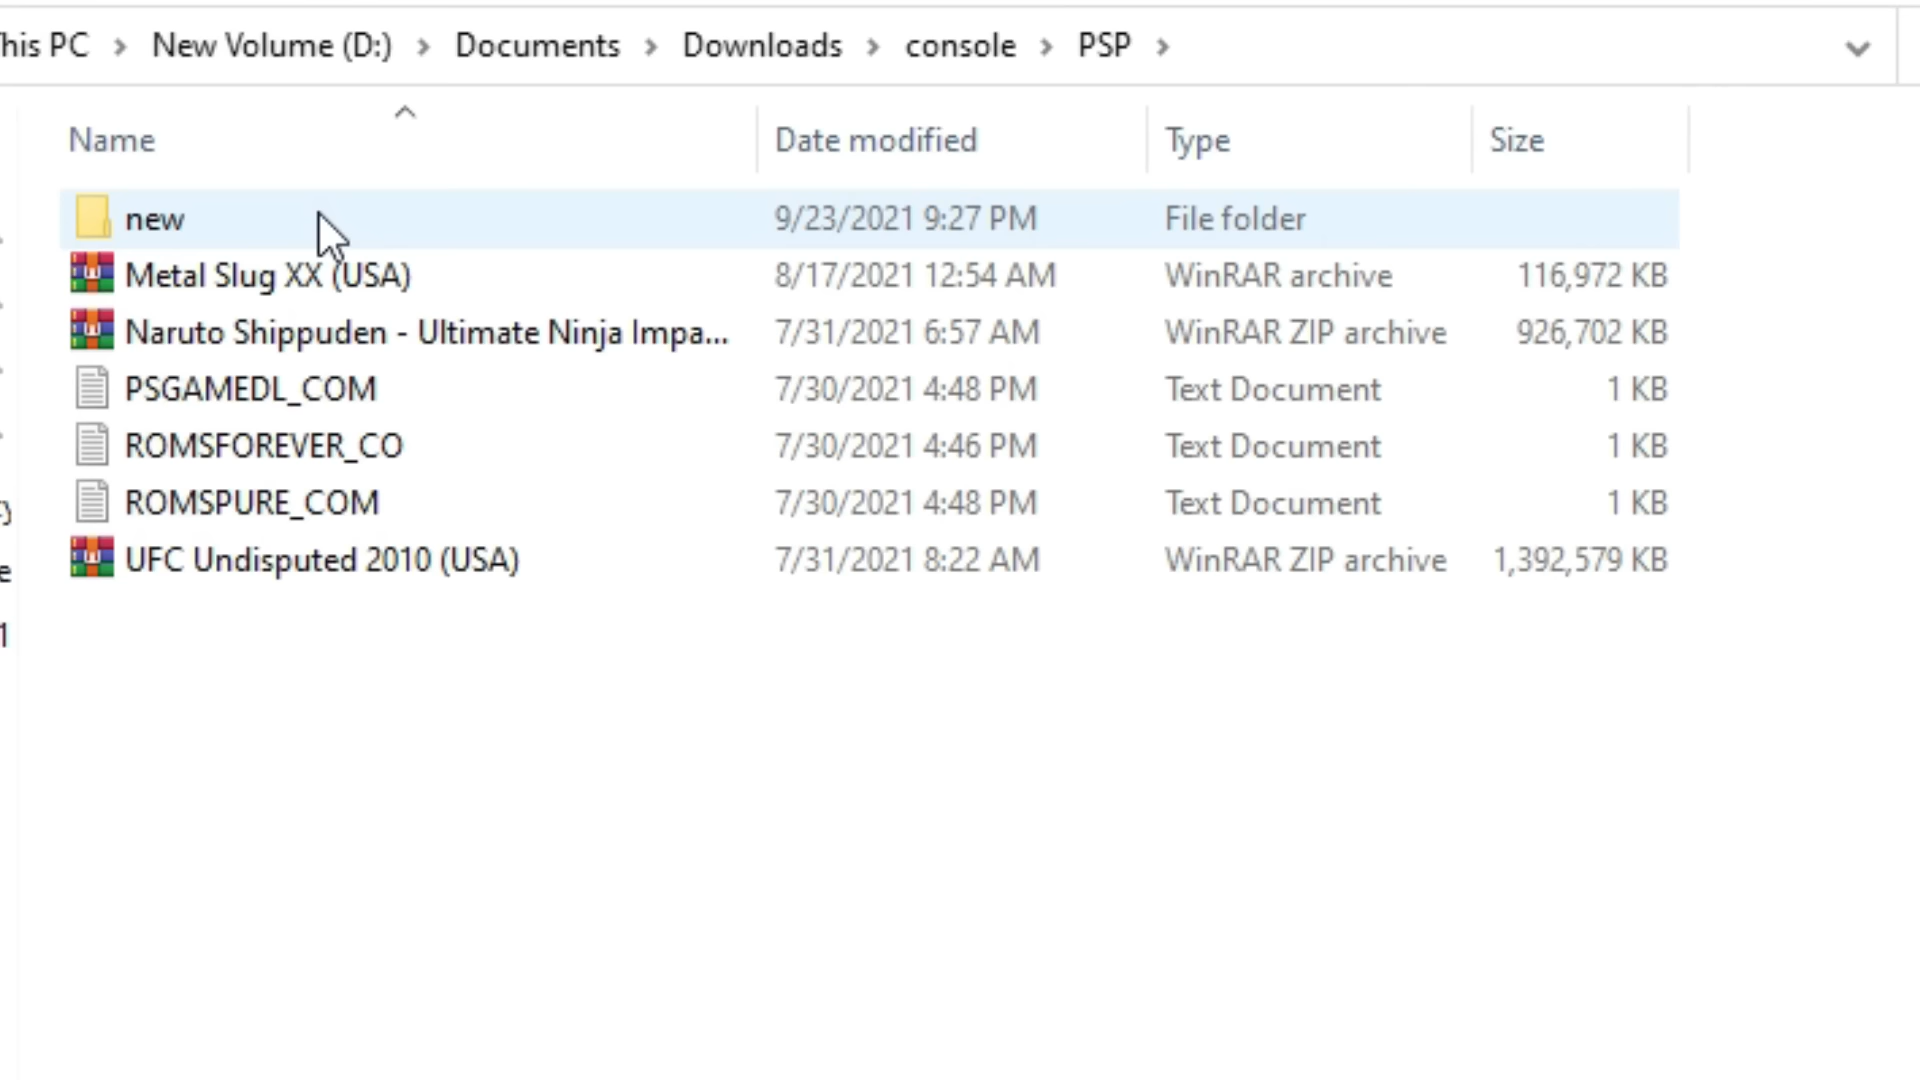 This PC > New Volume (D:) > Documents > Downloads > console > PSP >
Name Date modified Type Size
new 9/23/2021 9:27 PM File folder
Metal Slug XX (USA) 8/17/2021 12:54 AM WinRAR archive 116,972 KB
Naruto Shippuden - Ultimate Ninja Impa... 7/31/2021 6:57 AM WinRAR ZIP archive 926,702 KB
PSGAMEDL_COM 7/30/2021 4:48 PM Text Document 1 KB
ROMSFOREVER_CO 7/30/2021 4:46 PM Text Document 1 KB
ROMSPURE_COM 7/30/2021 4:48 PM Text Document 1 KB
UFC Undisputed 2010 (USA) 7/31/2021 8:22 AM WinRAR ZIP archive 1,392,579 KB